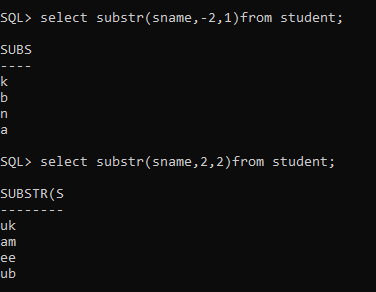 SQL> select substr(sname,-2,1)from student;
SUBS
----
k
b
n
a
SQL> select substr(sname,2,2)from student;
SUBSTR(S
--------
uk
am
ee
ub